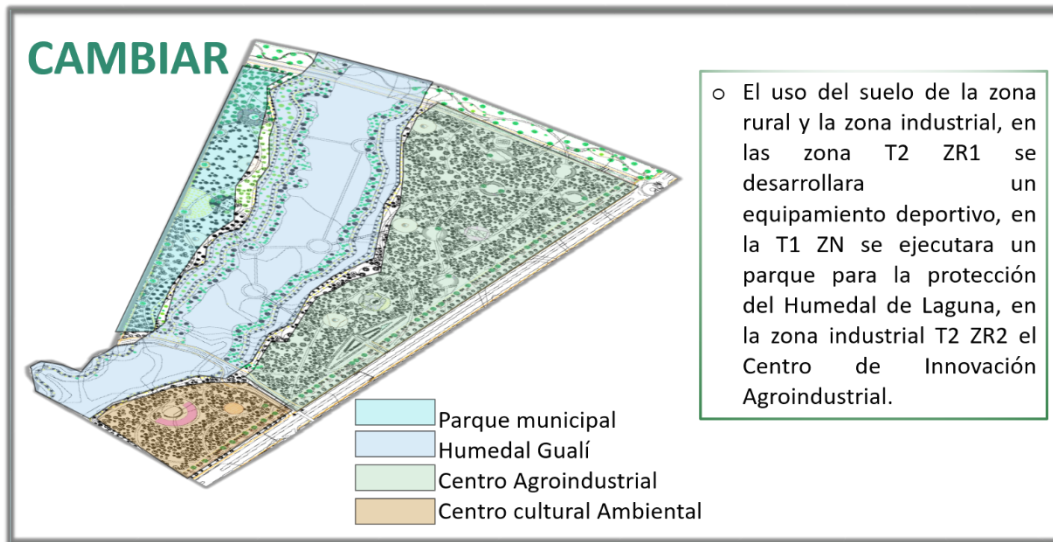 CAMBIAR
o El uso del suelo de la zona
rural y la zona industrial, en
las zona T2 ZR1 se
desarrollara un
equipamiento deportivo, en
la T1 ZN se ejecutara un
parque para la protección
del Humedal de Laguna, en
la zona industrial T2 ZR2 el
Centro de Innovación
Agroindustrial.
Parque municipal
Humedal Gualí
Centro Agroindustrial
Centro cultural Ambiental